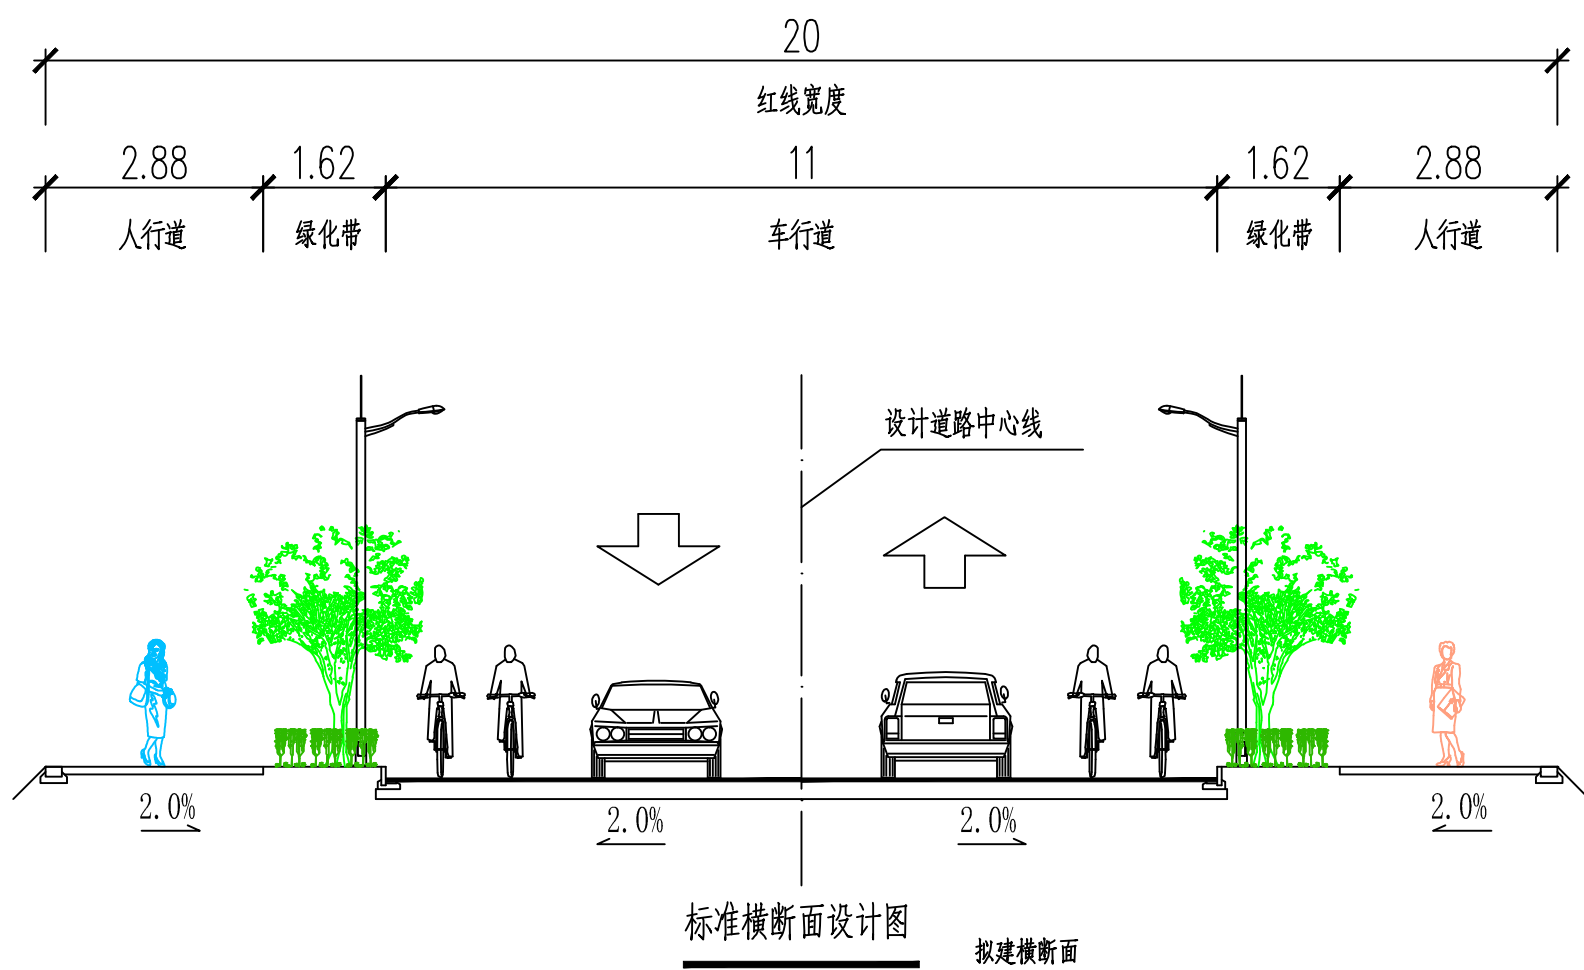 20
红线宽度
2.88 1.62 11 1.62 2.88
人行道 绿化带 车行道 绿化带 人行道
设计道路中心线
2.0% 2.0% 2.0% 2.0%
标准横断面设计图
拟建横断面